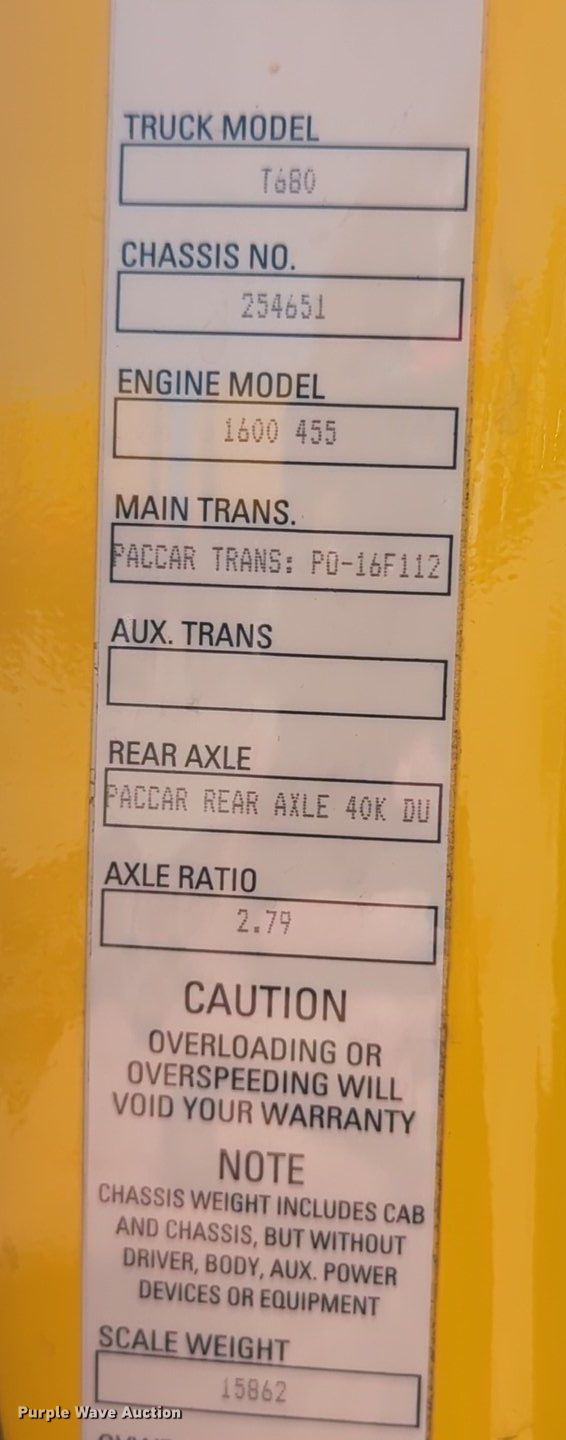 TRUCK MODEL
T680
CHASSIS NO.
254651
ENGINE MODEL
1600 455
MAIN TRANS.
PACCAR TRANS: PO-16F112
AUX. TRANS
REAR AXLE
PACCAR REAR AXLE 40K DU
AXLE RATIO
2.79
CAUTION
OVERLOADING OR
OVERSPEEDING WILL
VOID YOUR WARRANTY
NOTE
CHASSIS WEIGHT INCLUDES CAB
AND CHASSIS, BUT WITHOUT
DRIVER, BODY, AUX. POWER
DEVICES OR EQUIPMENT
SCALE WEIGHT
15862
Purple Wave Auction